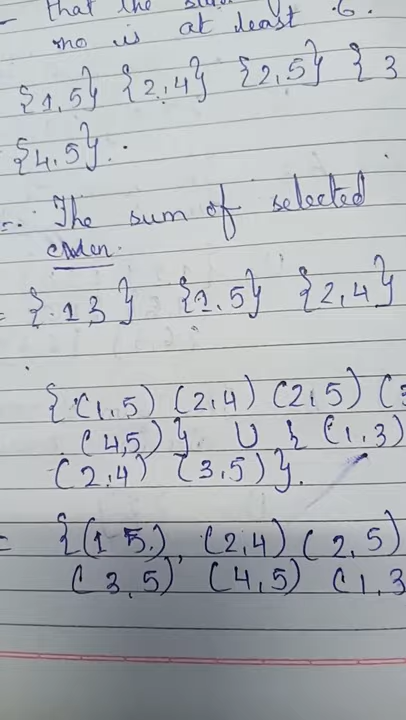 - that the
no is at least 6.
{1,5} {2,4} {2,5} {3
{4,5}.
The sum of selected
even.
= {1 3} {1,5} {2,4}
{(1,5) (2,4) (2,5) (3
(4,5)} U { (1,3)
(2,4) (3,5)}.
= {(1 5), (2,4) (2,5)
(3,5) (4,5) (1,3